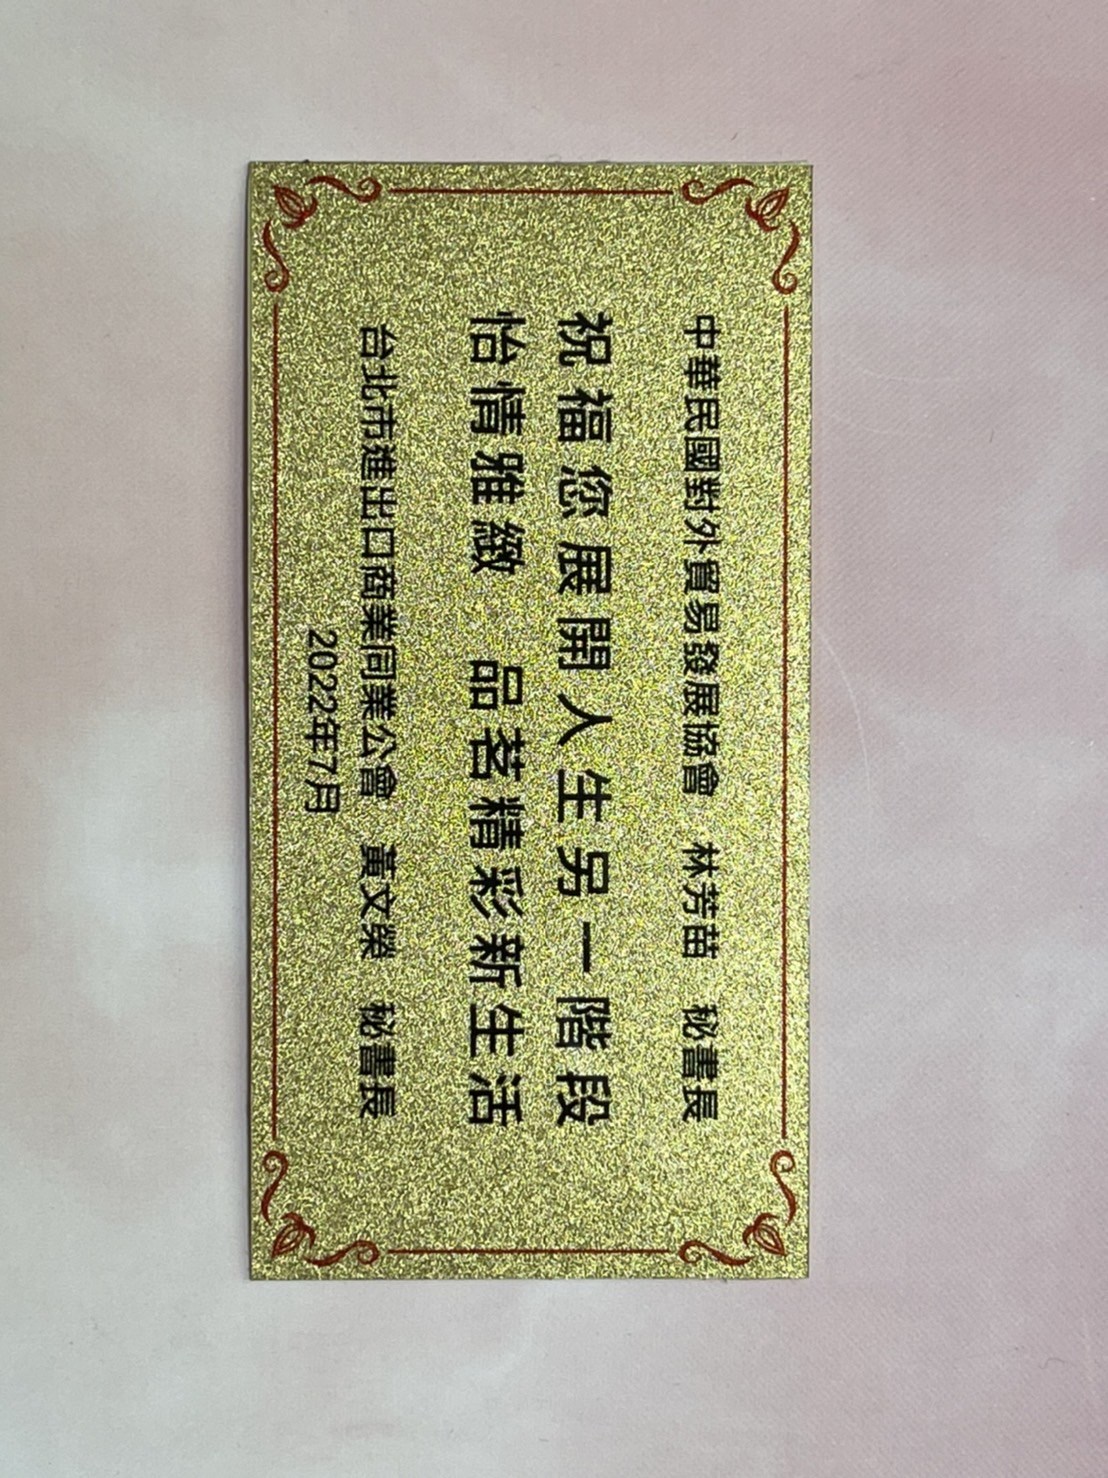 中華民國對外貿易發展協會 林芳苗 秘書長
祝福您展開人生另一階段
怡情雅緻 品茗精彩新生活
台北市進出口商業同業公會 黃文榮 秘書長
2022年7月